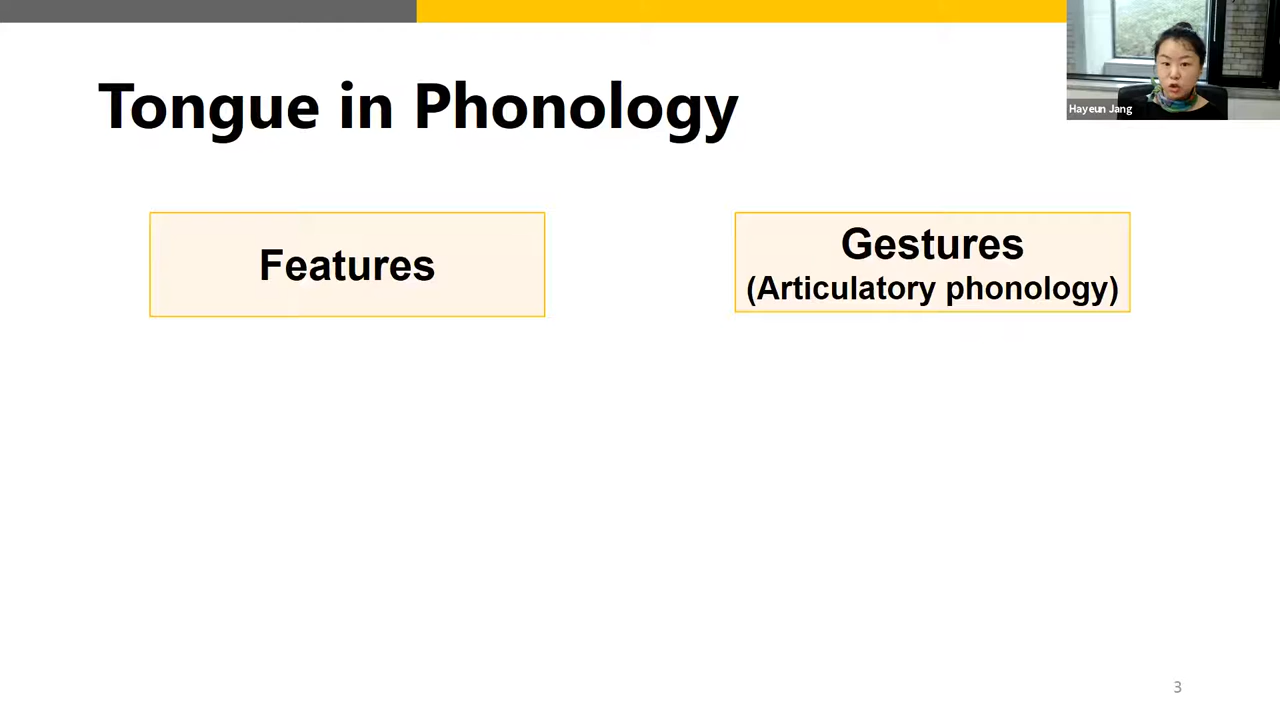 Tongue in Phonology
Hayeun Jang
Features
Gestures
(Articulatory phonology)
3